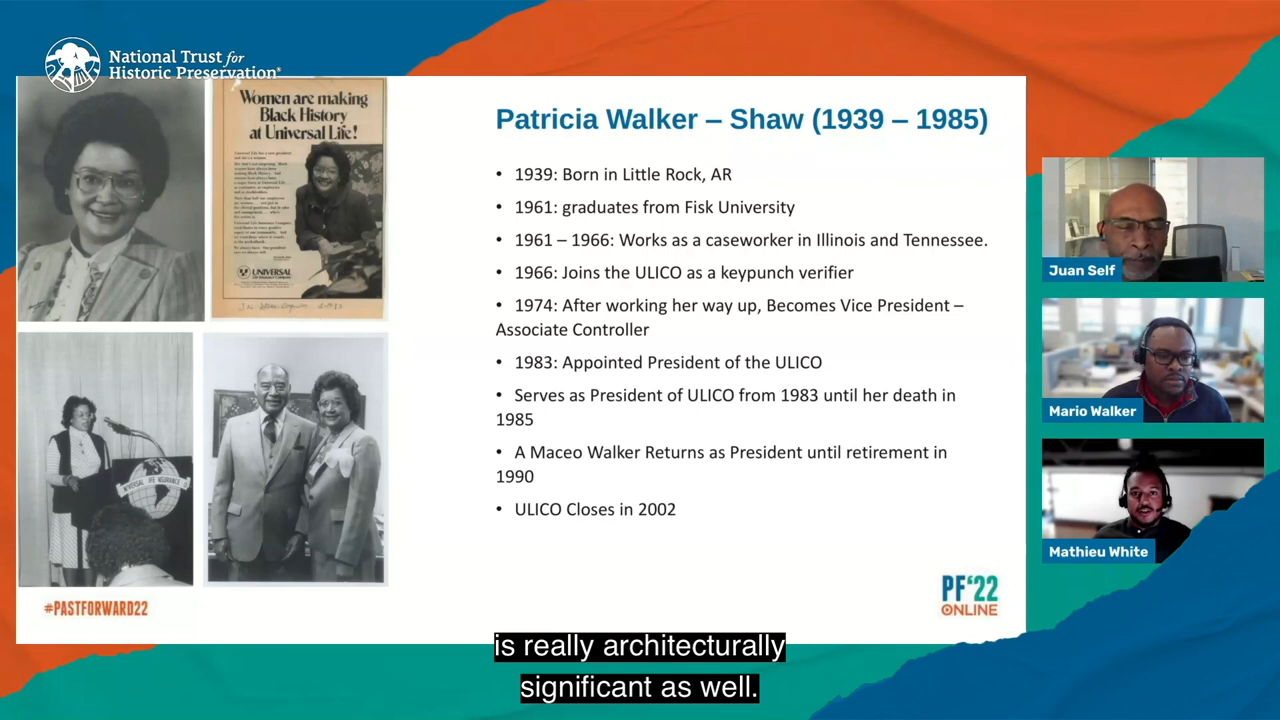 National Trust for
Historic Preservation®
Women are making
Black History
at Universal Life!
UNIVERSAL
Patricia Walker – Shaw (1939 – 1985)
• 1939: Born in Little Rock, AR
• 1961: graduates from Fisk University
• 1961 – 1966: Works as a caseworker in Illinois and Tennessee.
• 1966: Joins the ULICO as a keypunch verifier
• 1974: After working her way up, Becomes Vice President –
Associate Controller
• 1983: Appointed President of the ULICO
• Serves as President of ULICO from 1983 until her death in
1985
• A Maceo Walker Returns as President until retirement in
1990
• ULICO Closes in 2002
Juan Self
Mario Walker
Mathieu White
#PASTFORWARD22
PF‘22
ONLINE
is really architecturally
significant as well.